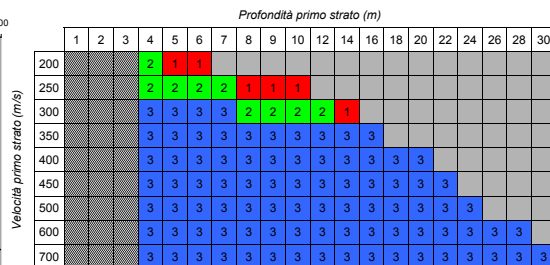 00
Profondità primo strato (m)
1 2 3 4 5 6 7 8 9 10 12 14 16 18 20 22 24 26 28 30
Velocità primo strato (m/s)
200 2 1 1
250 2 2 2 2 1 1 1
300 3 3 3 3 2 2 2 2 1
350 3 3 3 3 3 3 3 3 3 3
400 3 3 3 3 3 3 3 3 3 3 3 3
450 3 3 3 3 3 3 3 3 3 3 3 3 3
500 3 3 3 3 3 3 3 3 3 3 3 3 3 3
600 3 3 3 3 3 3 3 3 3 3 3 3 3 3 3 3
700 3 3 3 3 3 3 3 3 3 3 3 3 3 3 3 3 3